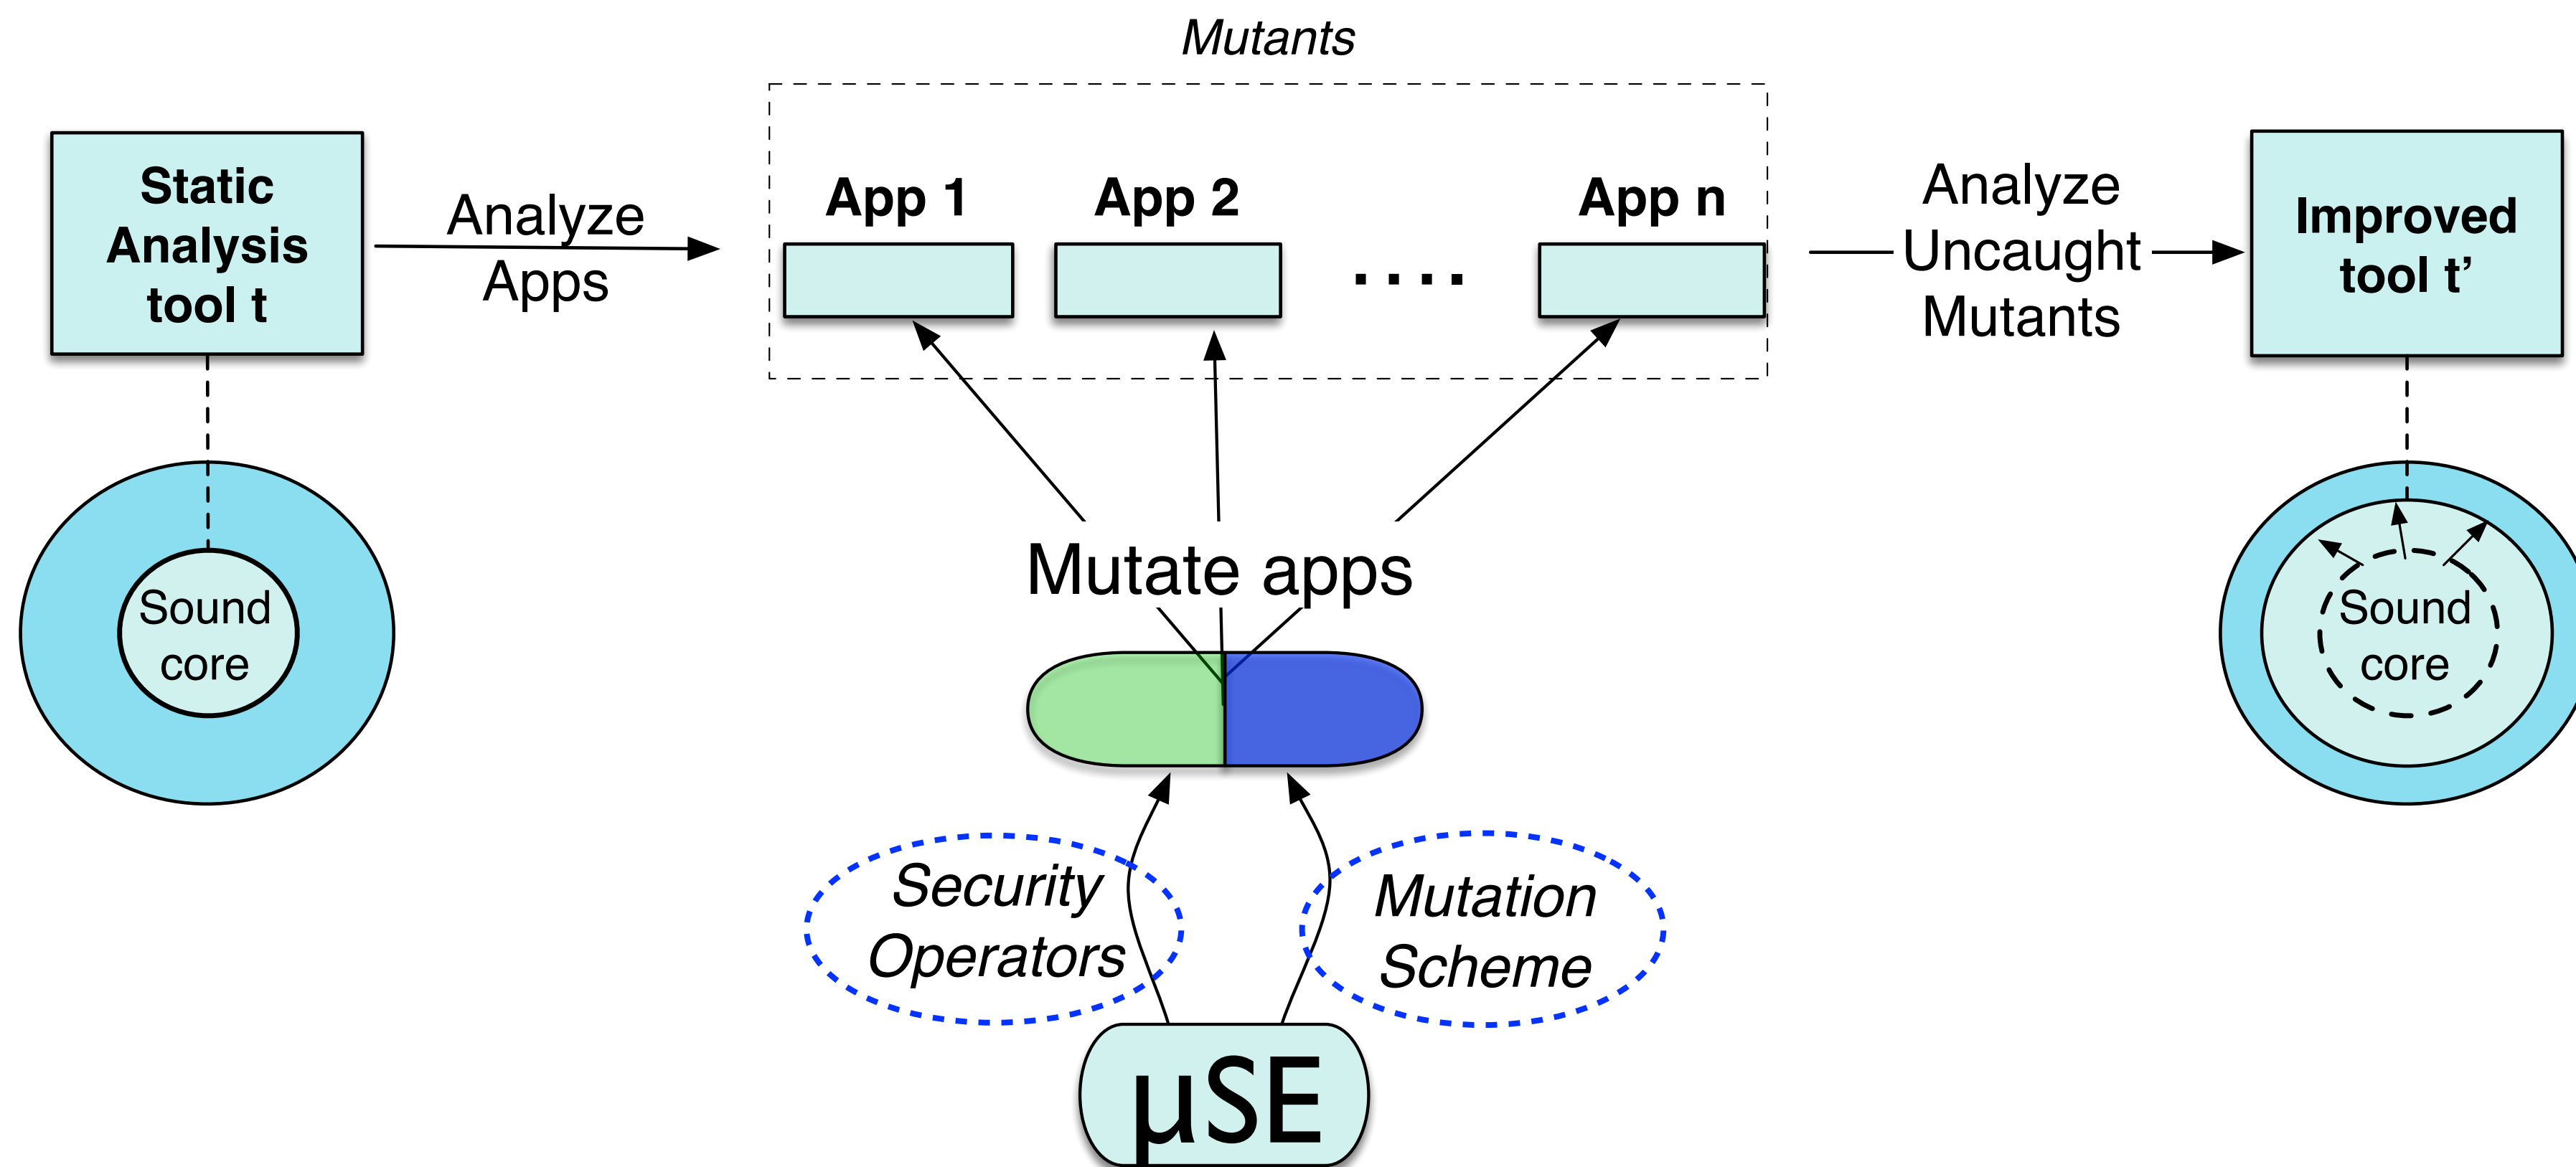 Mutants
Static
Analysis
tool t
Analyze
Apps
App 1
App 2
....
App n
Analyze
Uncaught
Mutants
Improved
tool t’
Sound
core
Mutate apps
Sound
core
Security
Operators
Mutation
Scheme
µSE